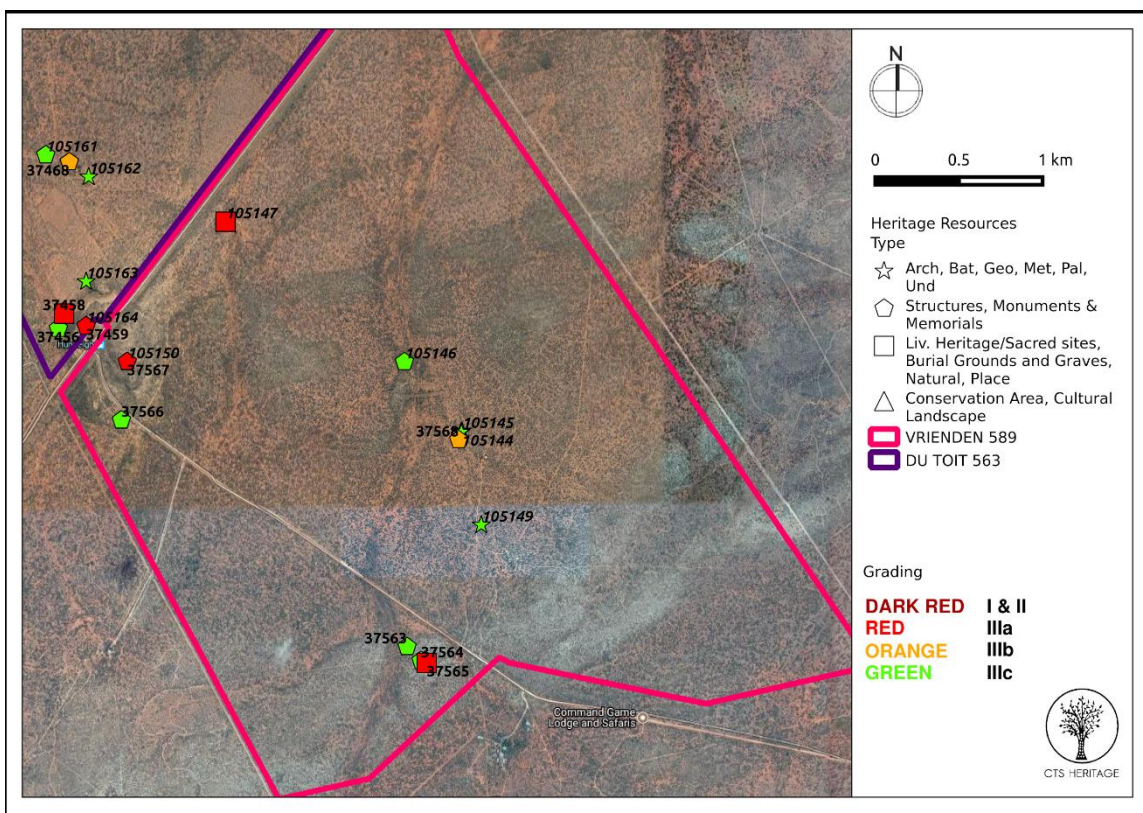 105161
37468
105162
105147
105163
37458
105164
37456
37459
105150
37567
105146
37566
105145
37568
105144
105149
37563
37564
37565
Command Game
Lodge and Safaris
N
0 0.5 1 km
Heritage Resources
Type
Arch, Bat, Geo, Met, Pal,
Und
Structures, Monuments &
Memorials
Liv. Heritage/Sacred sites,
Burial Grounds and Graves,
Natural, Place
Conservation Area, Cultural
Landscape
VRIENDEN 589
DU TOIT 563
Grading
DARK RED I & II
RED IIIa
ORANGE IIIb
GREEN IIIc
CTS HERITAGE